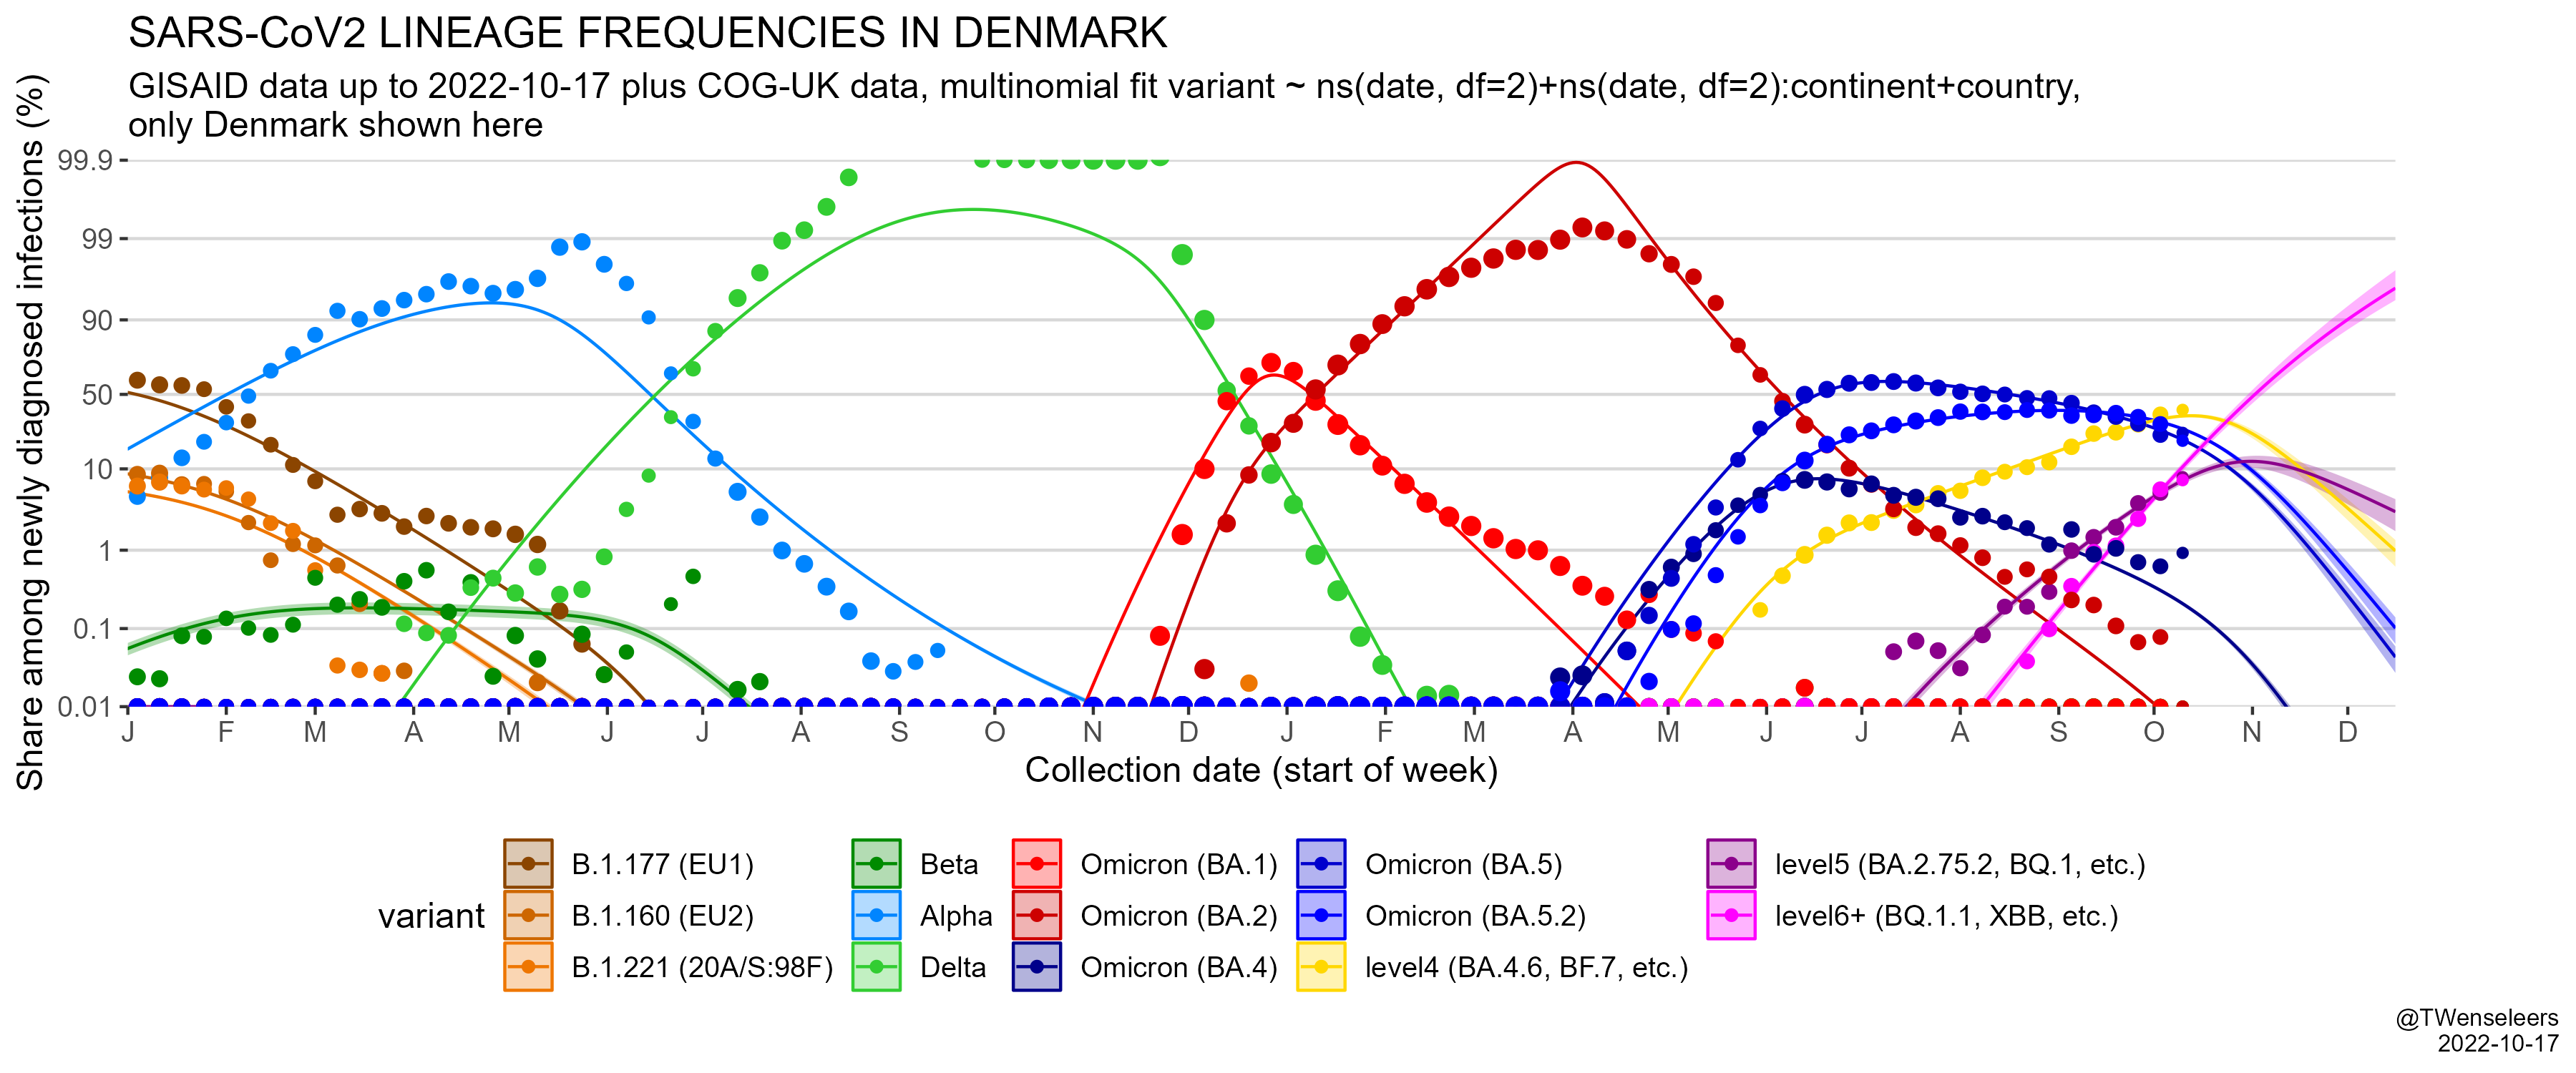 SARS-CoV2 LINEAGE FREQUENCIES IN DENMARK
GISAID data up to 2022-10-17 plus COG-UK data, multinomial fit variant ~ ns(date, df=2)+ns(date, df=2):continent+country,
only Denmark shown here
Share among newly diagnosed infections (%)
99.9
99
90
50
10
1
0.1
0.01
J F M A M J J A S O N D J F M A M J J A S O N D
Collection date (start of week)
variant
B.1.177 (EU1)
B.1.160 (EU2)
B.1.221 (20A/S:98F)
Beta
Alpha
Delta
Omicron (BA.1)
Omicron (BA.2)
Omicron (BA.4)
Omicron (BA.5)
Omicron (BA.5.2)
level4 (BA.4.6, BF.7, etc.)
level5 (BA.2.75.2, BQ.1, etc.)
level6+ (BQ.1.1, XBB, etc.)
@TWenseleers
2022-10-17